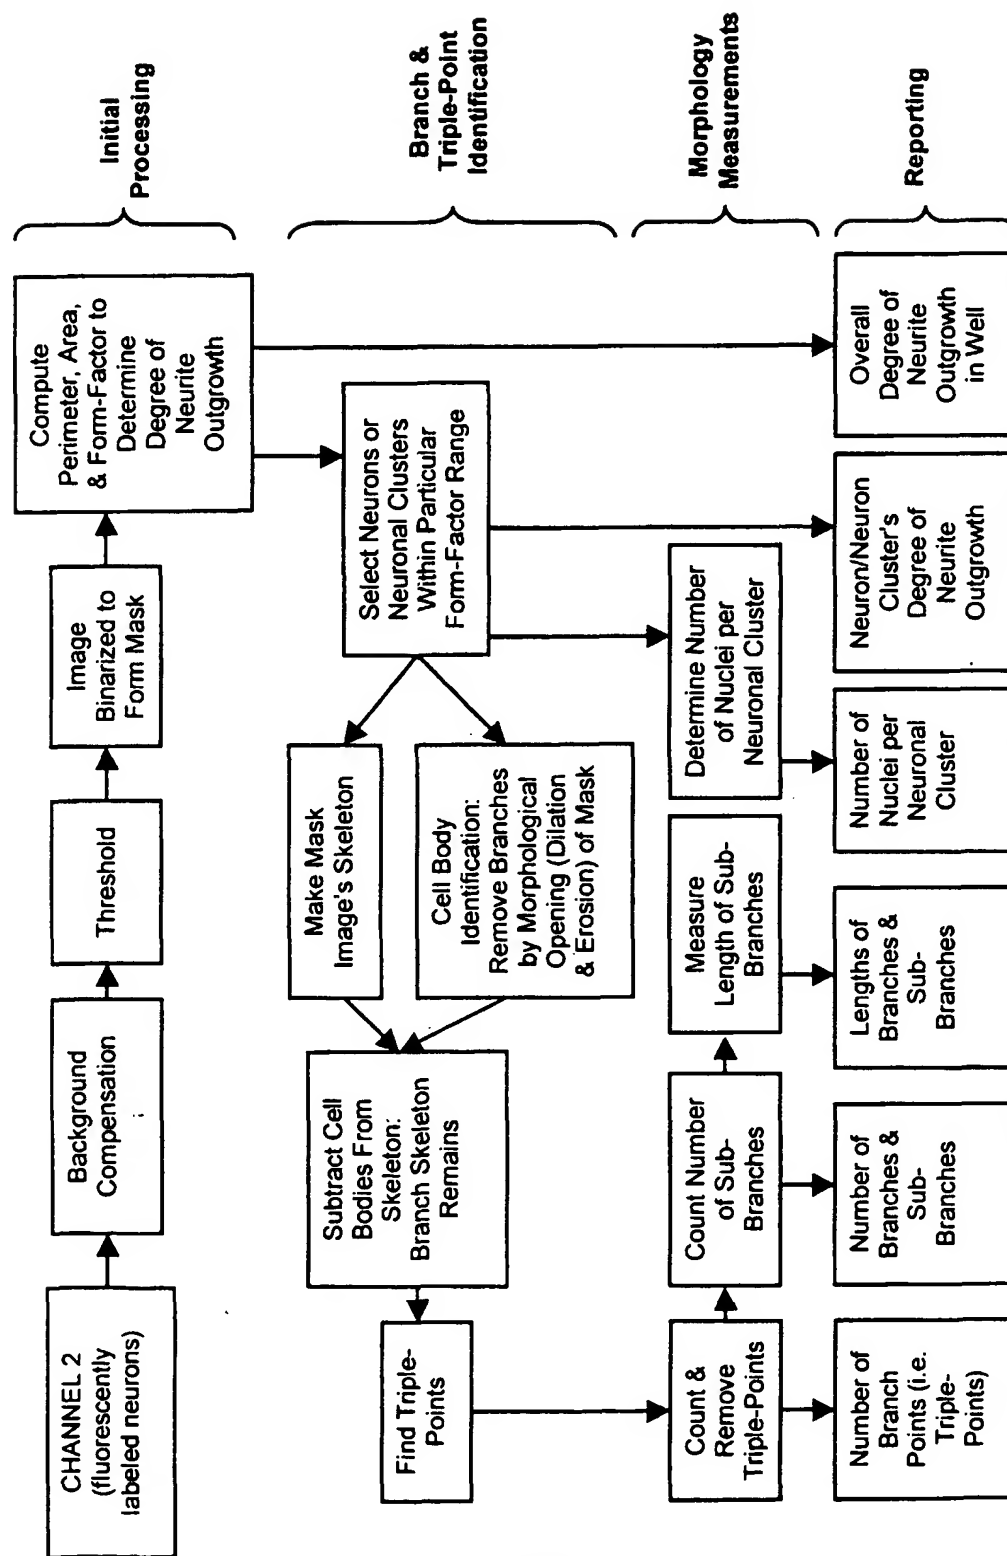 CHANNEL 2
(fluorescently
labeled neurons)
Background
Compensation
Threshold
Image
Binarized to
Form Mask
Compute
Perimeter, Area,
& Form-Factor to
Determine
Degree of
Neurite
Outgrowth
Initial
Processing
Find Triple-
Points
Subtract Cell
Bodies From
Skeleton:
Branch Skeleton
Remains
Make Mask
Image's Skeleton
Cell Body
Identification:
Remove Branches
by Morphological
Opening (Dilation
& Erosion) of Mask
Select Neurons or
Neuronal Clusters
Within Particular
Form-Factor Range
Branch &
Triple-Point
Identification
Count &
Remove
Triple-Points
Count Number
of Sub-
Branches
Measure
Length of Sub-
Branches
Determine Number
of Nuclei per
Neuronal Cluster
Morphology
Measurements
Number of
Branch
Points (i.e.
Triple-
Points)
Number of
Branches &
Sub-
Branches
Lengths of
Branches &
Sub-
Branches
Number of
Nuclei per
Neuronal
Cluster
Neuron/Neuron
Cluster's
Degree of
Neurite
Outgrowth
Overall
Degree of
Neurite
Outgrowth
in Well
Reporting